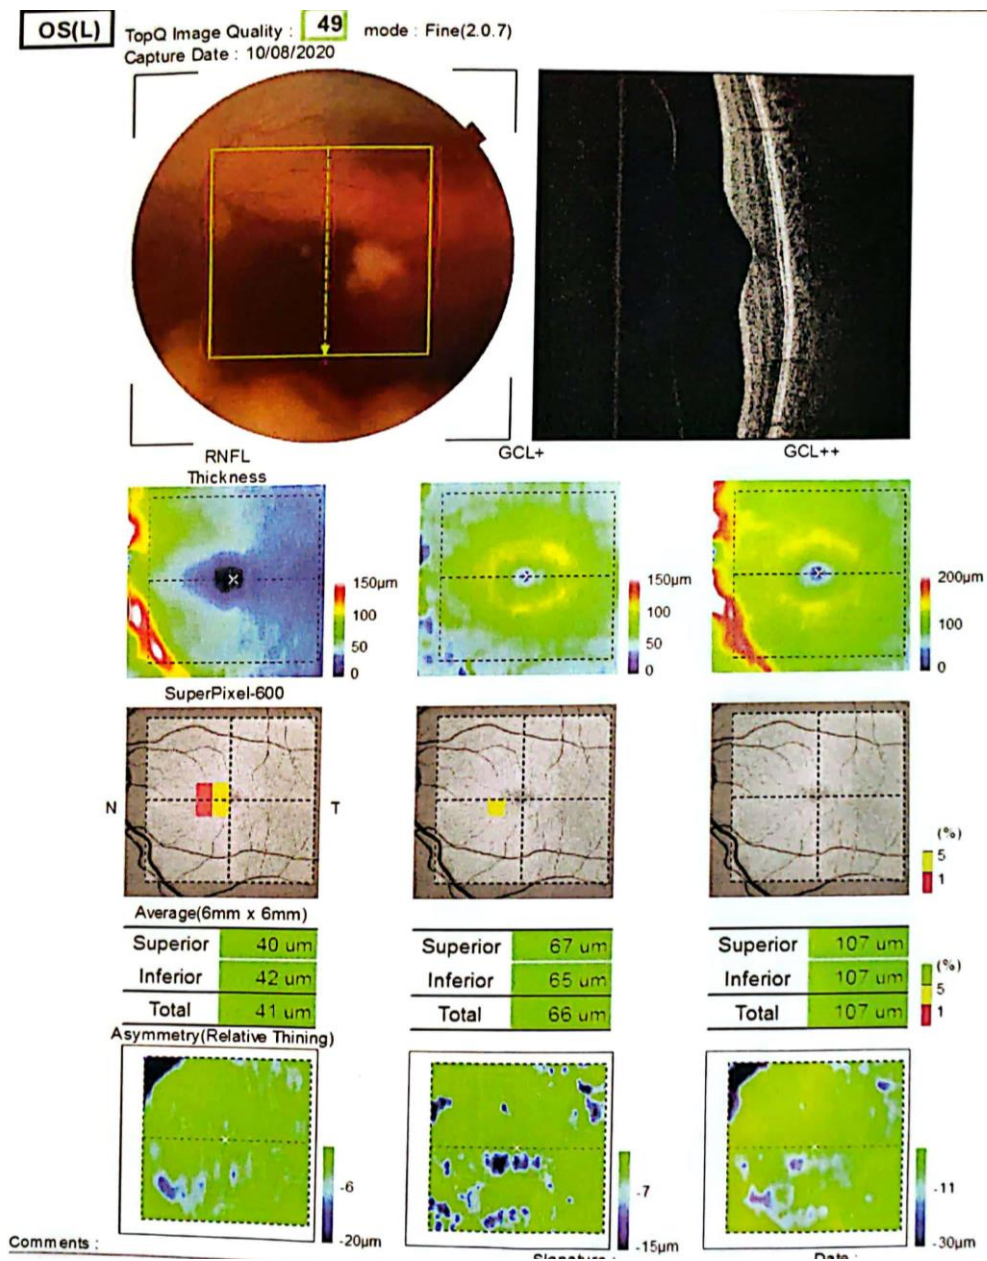 OS(L) TopQ Image Quality : 49 mode : Fine(2.0.7)
Capture Date : 10/08/2020
RNFL GCL+ GCL++
Thickness
150µm 150µm 200µm
100 100 100
50 50
0 0 0
SuperPixel-600
N T
(%)
5
1
Average(6mm x 6mm)
Superior 40 um Superior 67 um Superior 107 um
Inferior 42 um Inferior 65 um Inferior 107 um
Total 41 um Total 66 um Total 107 um
(%)
5
1
Asymmetry(Relative Thining)
-6 -7 -11
-20µm -15µm -30µm
Comments : Signature : Date :